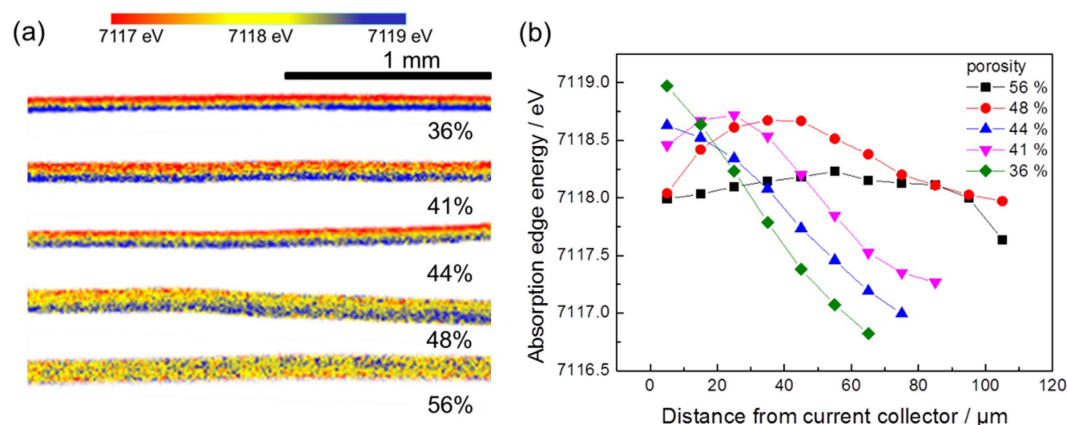 (a)
7117 eV 7118 eV 7119 eV
1 mm
36%
41%
44%
48%
56%
(b)
Absorption edge energy / eV
7119.0
7118.5
7118.0
7117.5
7117.0
7116.5
0 20 40 60 80 100 120
Distance from current collector / μm
porosity
56 %
48 %
44 %
41 %
36 %